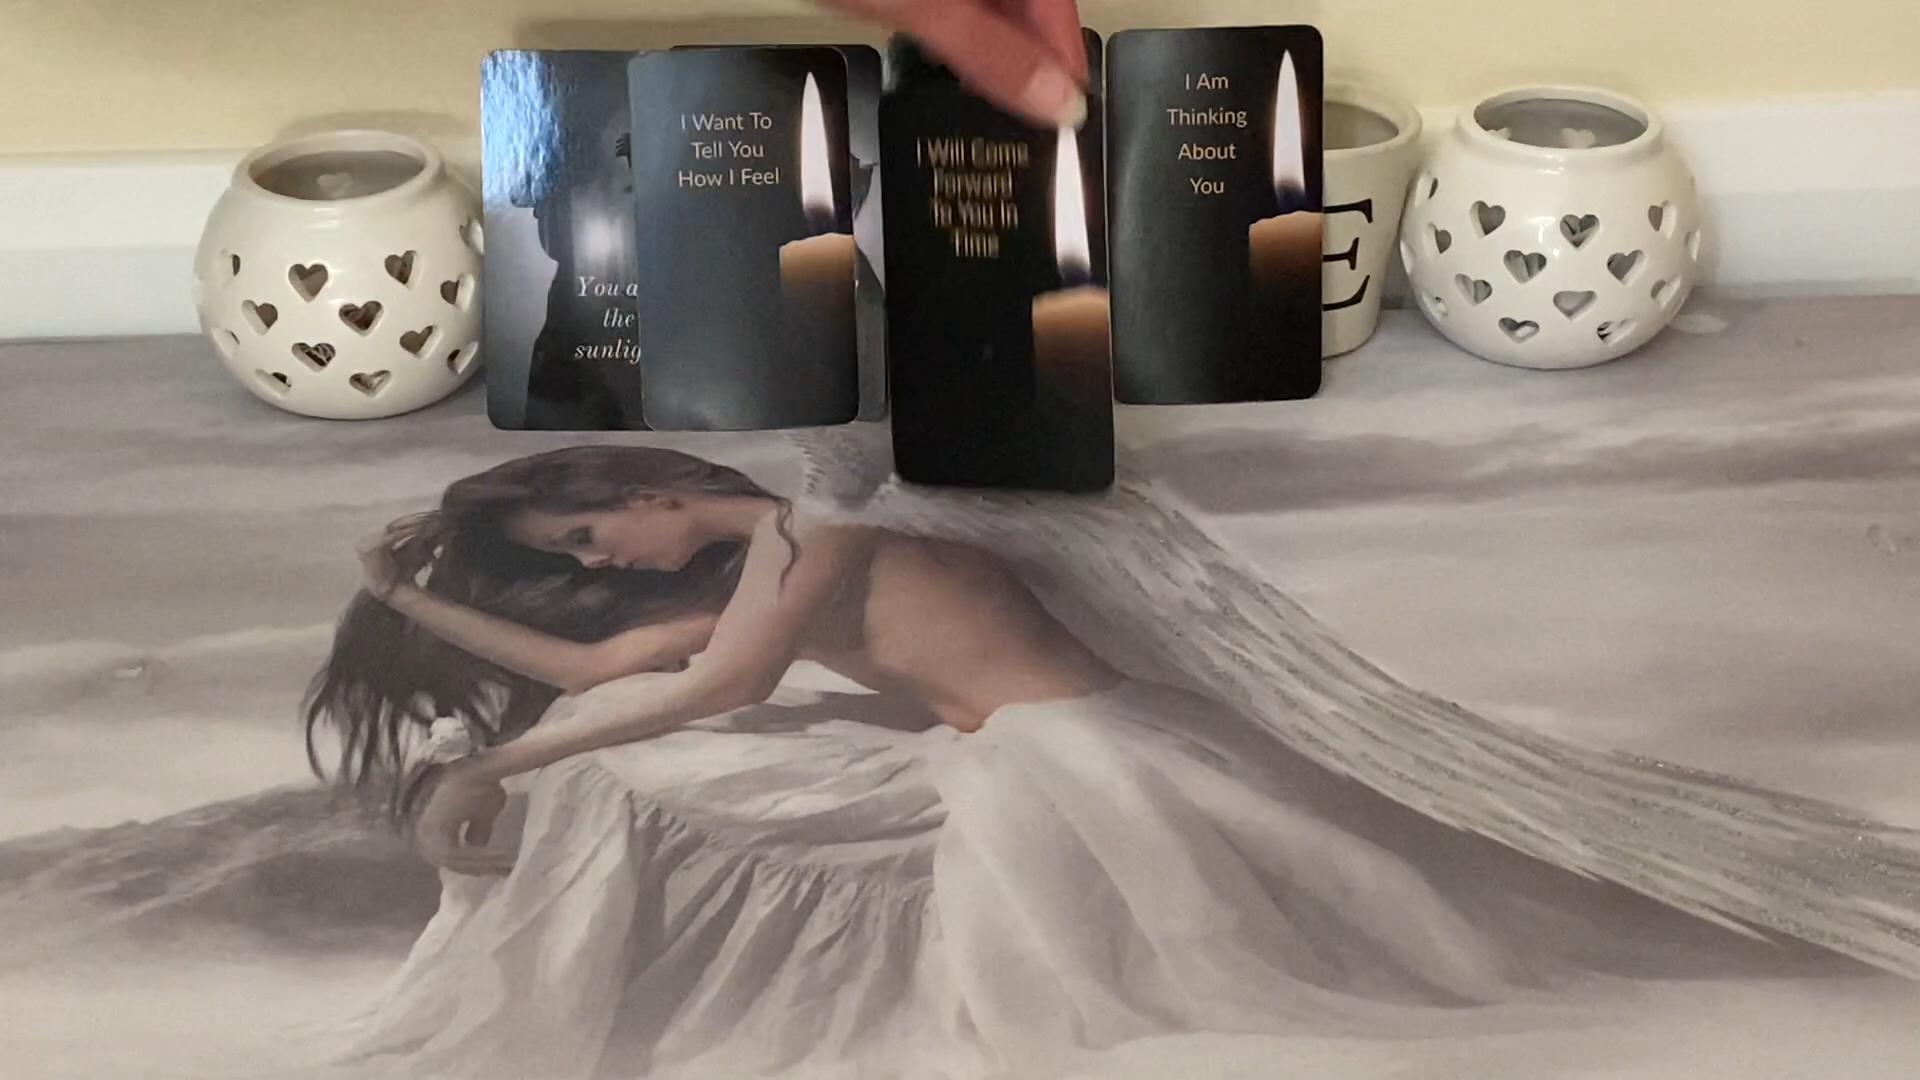 You a
the
sunlig
I Want To
Tell You
How I Feel
I Will Come
Forward
To You In
Time
I Am
Thinking
About
You
E